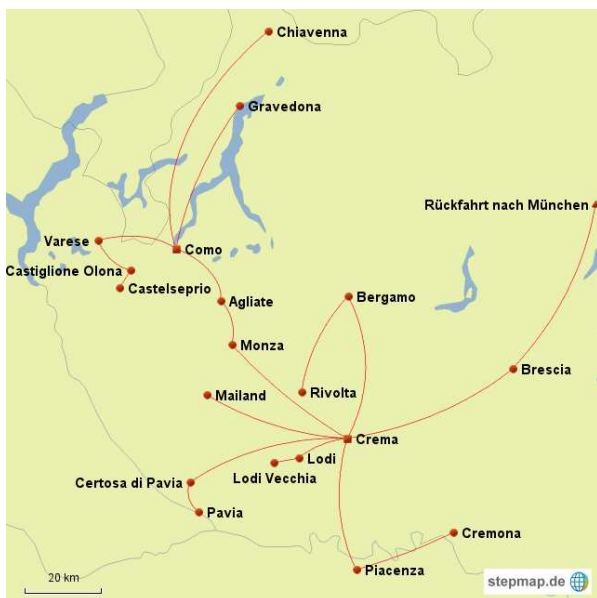 Chiavenna
Gravedona
Rückfahrt nach München
Varese
Como
Castiglione Olona
Castelseprio
Agliate
Bergamo
Monza
Brescia
Mailand
Rivolta
Crema
Lodi
Lodi Vecchia
Certosa di Pavia
Pavia
Cremona
Piacenza
20 km
stepmap.de